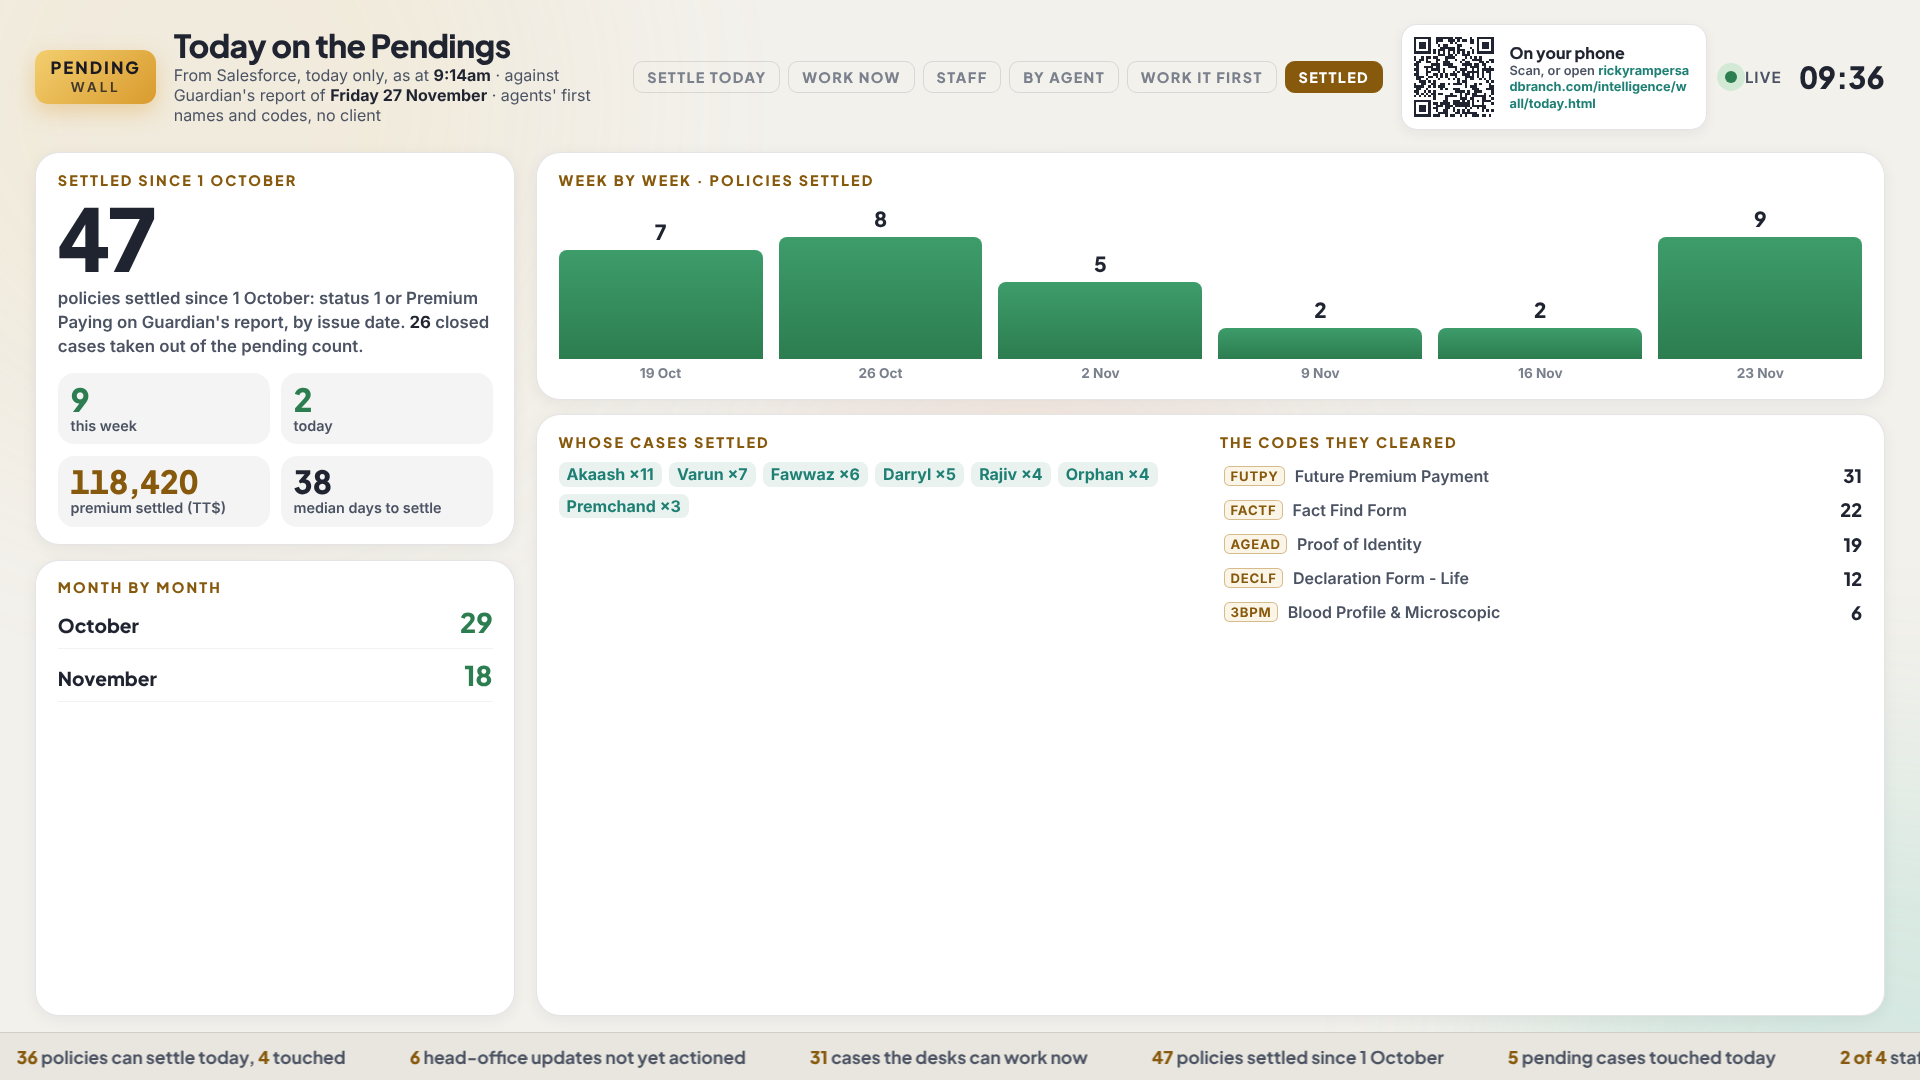 PENDING
WALL
Today on the Pendings
From Salesforce, today only, as at 9:14am · against
Guardian's report of Friday 27 November · agents' first
names and codes, no client
SETTLE TODAY
WORK NOW
STAFF
BY AGENT
WORK IT FIRST
SETTLED
On your phone
Scan, or open rickyrampersa
dbranch.com/intelligence/w
all/today.html
LIVE
09:36
SETTLED SINCE 1 OCTOBER
47
policies settled since 1 October: status 1 or Premium
Paying on Guardian's report, by issue date. 26 closed
cases taken out of the pending count.
9
this week
2
today
118,420
premium settled (TT$)
38
median days to settle
MONTH BY MONTH
October 29
November 18
WEEK BY WEEK · POLICIES SETTLED
7
8
5
2
2
9
19 Oct
26 Oct
2 Nov
9 Nov
16 Nov
23 Nov
WHOSE CASES SETTLED
Akaash ×11 Varun ×7 Fawwaz ×6 Darryl ×5 Rajiv ×4 Orphan ×4
Premchand ×3
THE CODES THEY CLEARED
FUTPY Future Premium Payment 31
FACTF Fact Find Form 22
AGEAD Proof of Identity 19
DECLF Declaration Form - Life 12
3BPM Blood Profile & Microscopic 6
36 policies can settle today, 4 touched
6 head-office updates not yet actioned
31 cases the desks can work now
47 policies settled since 1 October
5 pending cases touched today
2 of 4